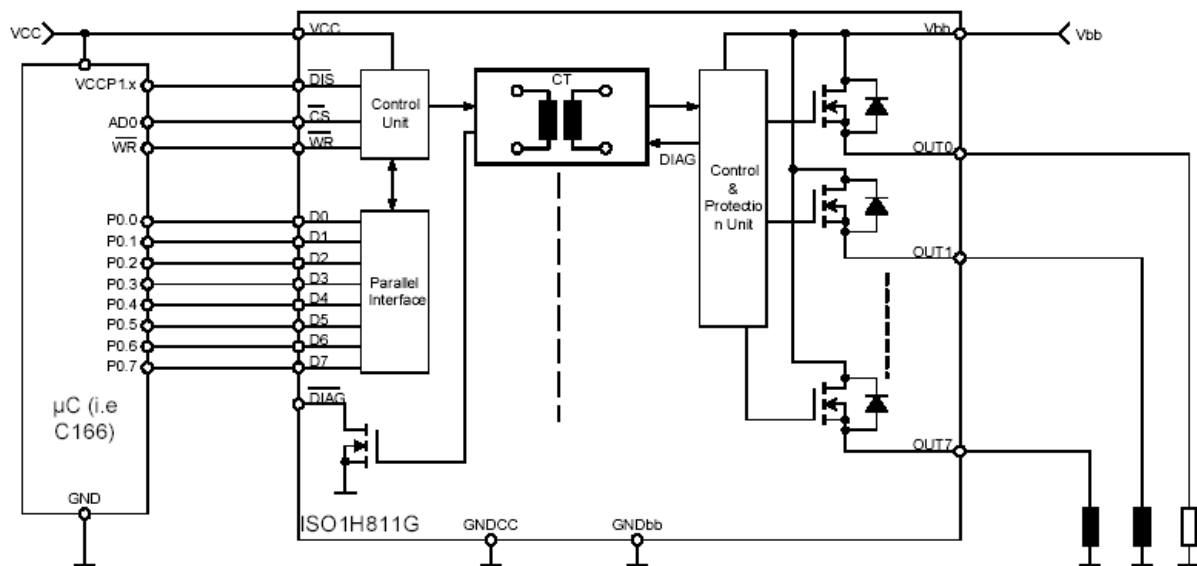 VCC
VCC
Vbb
Vbb
VCCP1.x
DIS
AD0
CS
WR
WR
Control
Unit
CT
DIAG
Control
&
Protectio
n Unit
OUT0
OUT1
OUT7
P0.0
P0.1
P0.2
P0.3
P0.4
P0.5
P0.6
P0.7
D0
D1
D2
D3
D4
D5
D6
D7
Parallel
Interface
DIAG
µC (i.e
C166)
GND
ISO1H811G
GNDCC
GNDbb